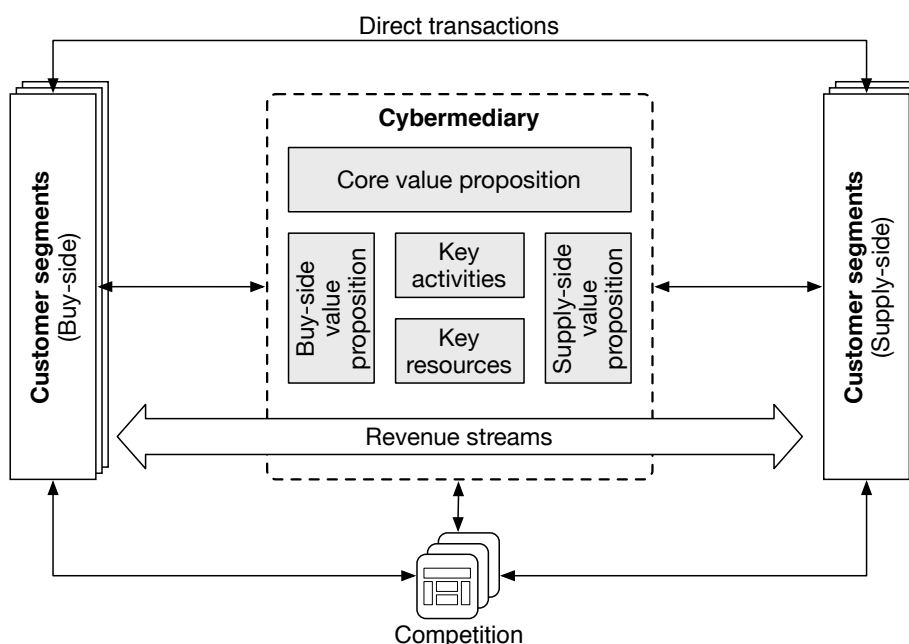 Direct transactions
Customer segments
(Buy-side)
Cybermediary
Core value proposition
Buy-side
value
proposition
Key
activities
Key
resources
Supply-side
value
proposition
Customer segments
(Supply-side)
Revenue streams
Competition